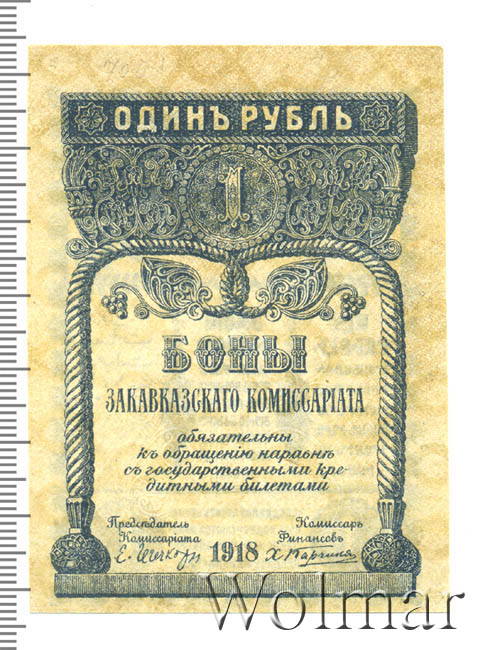 ОДИНЪ РУБЛЬ
1
БОНЫ
ЗАКАВКАЗСКАГО КОМИССАРІАТА
обязательны
къ обращенію наравнѣ
съ государственными кре-
дитными билетами
Предсѣдатель Комиссаръ
Комиссаріата Финансовъ
1918
Wolmar